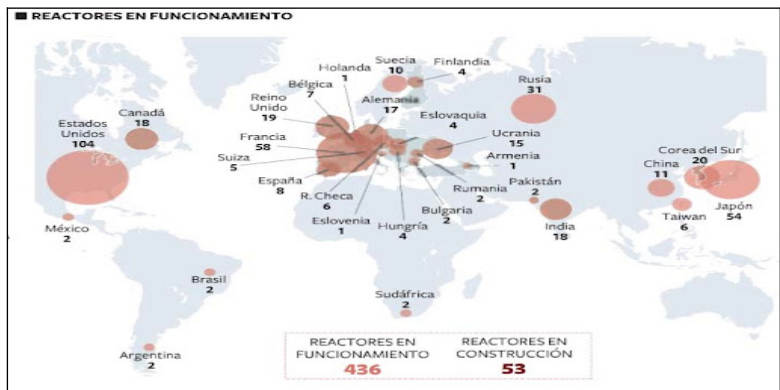 REACTORES EN FUNCIONAMIENTO
Holanda
1
Suecia
10
Finlandia
4
Bélgica
7
Alemania
17
Rusia
31
Reino
Unido
19
Eslovaquia
4
Canadá
18
Estados
Unidos
104
Francia
58
Ucrania
15
Suiza
5
Armenia
1
Corea del Sur
20
China
11
España
8
R. Checa
6
Rumania
2
Pakistán
2
Japón
54
Eslovenia
1
Hungría
4
Bulgaria
2
India
18
Taiwan
6
México
2
Brasil
2
Sudáfrica
2
Argentina
2
REACTORES EN
FUNCIONAMIENTO
436
REACTORES EN
CONSTRUCCIÓN
53